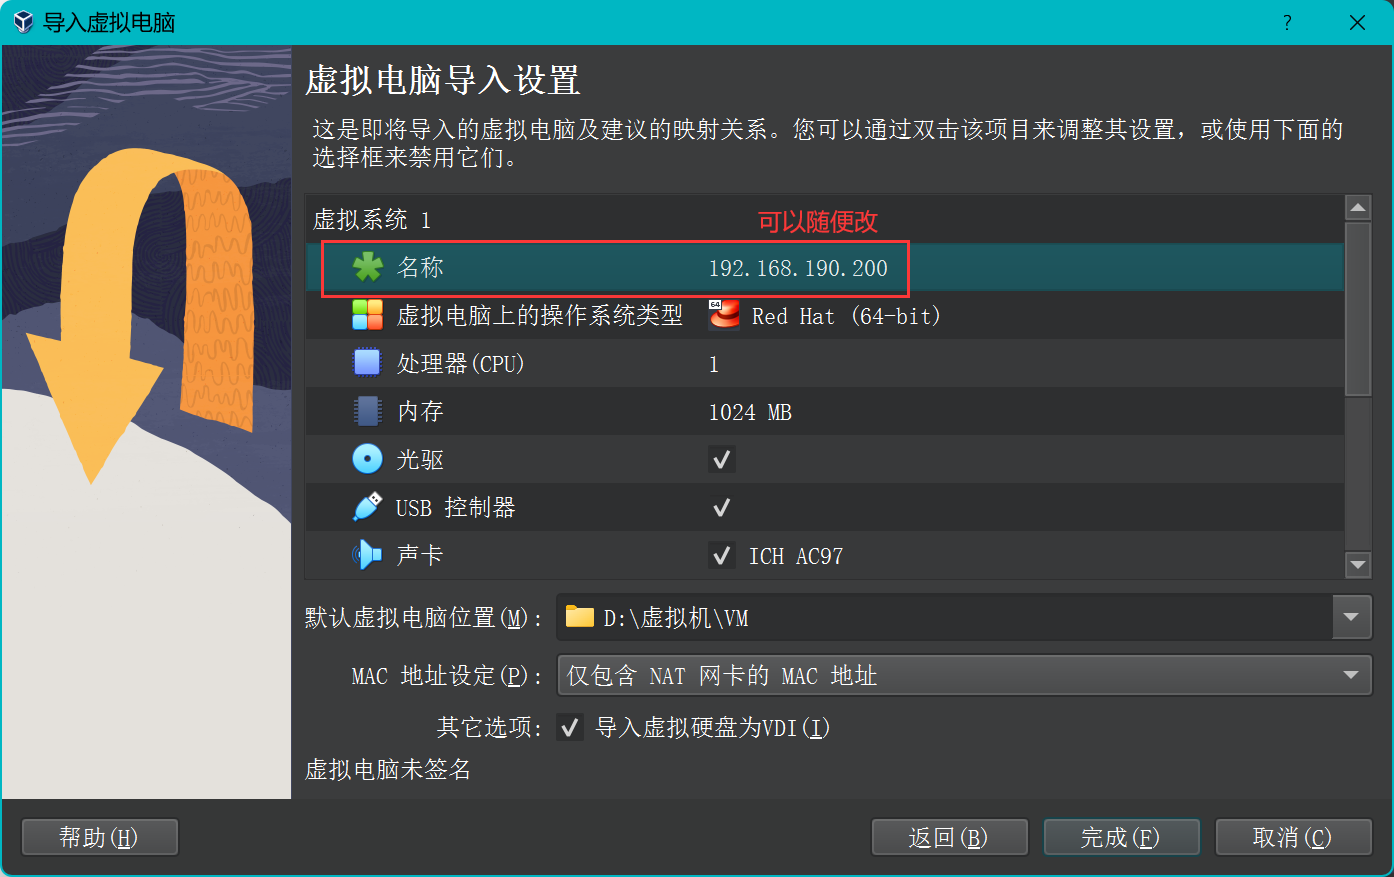 导入虚拟电脑
?
虚拟电脑导入设置
这是即将导入的虚拟电脑及建议的映射关系。您可以通过双击该项目来调整其设置，或使用下面的
选择框来禁用它们。
虚拟系统 1
可以随便改
名称 192.168.190.200
虚拟电脑上的操作系统类型 64 Red Hat (64-bit)
处理器(CPU) 1
内存 1024 MB
光驱
USB 控制器
声卡 ICH AC97
默认虚拟电脑位置(M): D:\虚拟机\VM
MAC 地址设定(P): 仅包含 NAT 网卡的 MAC 地址
其它选项: 导入虚拟硬盘为VDI(I)
虚拟电脑未签名
帮助(H) 返回(B) 完成(F) 取消(C)